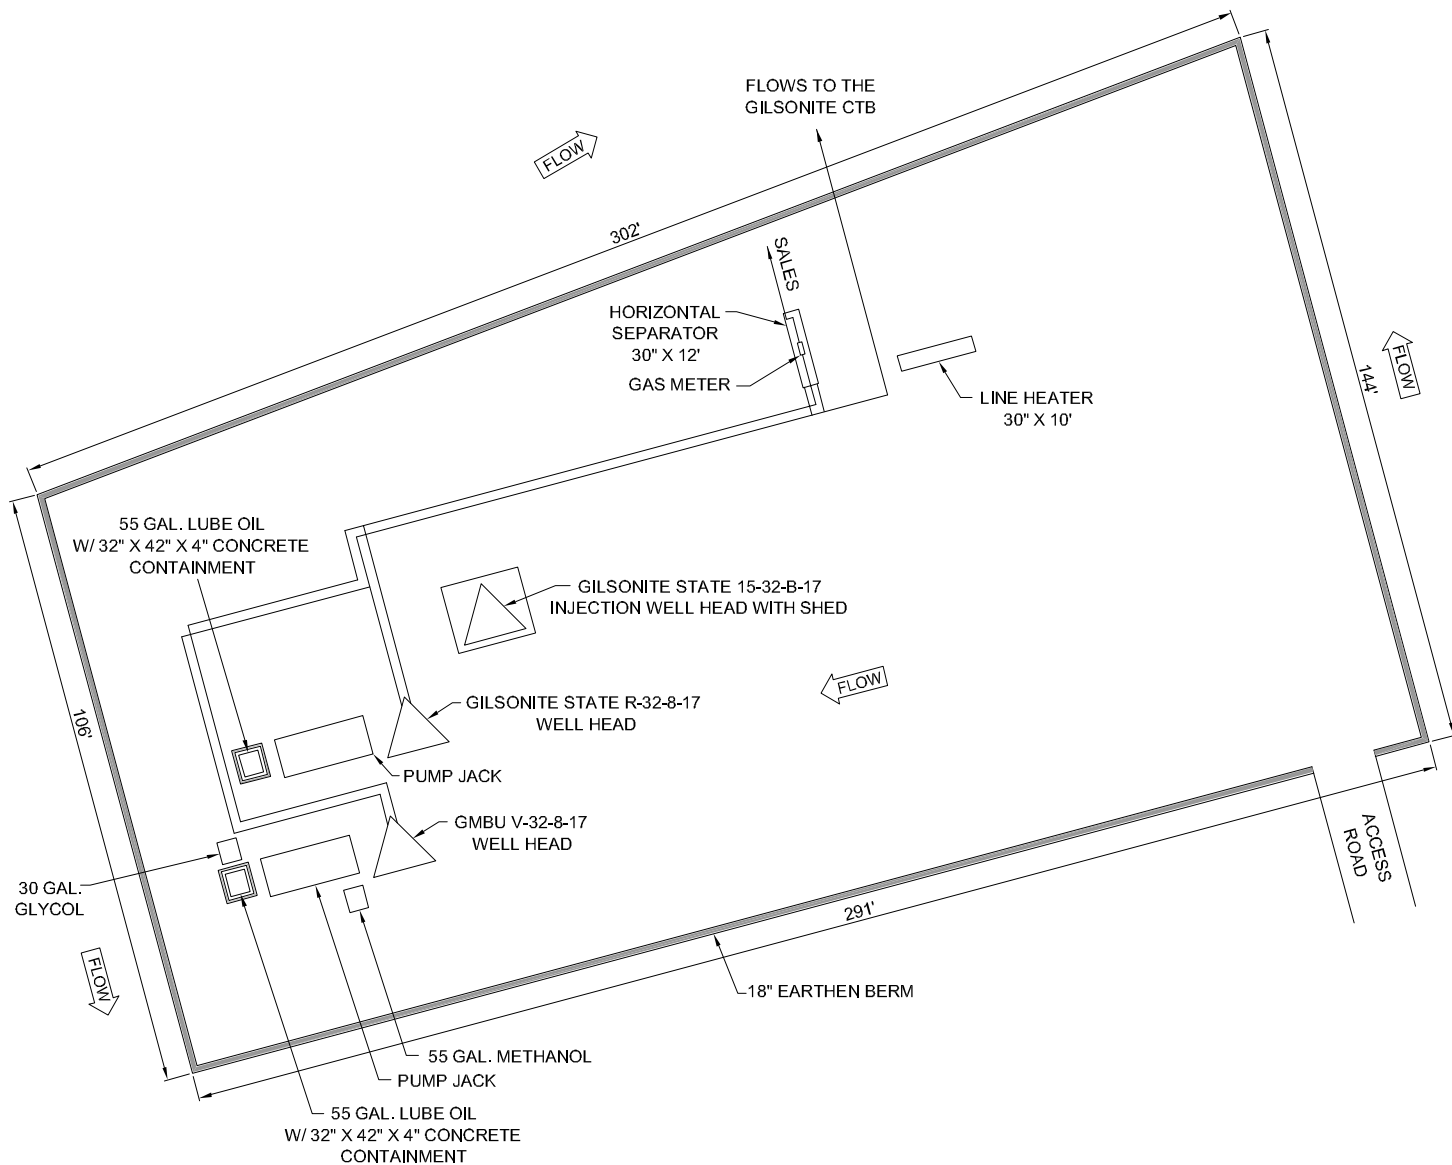 FLOWS TO THE
GILSONITE CTB
FLOW
302'
SALES
HORIZONTAL
SEPARATOR
30" X 12'
GAS METER
LINE HEATER
30" X 10'
FLOW
144'
55 GAL. LUBE OIL
W/ 32" X 42" X 4" CONCRETE
CONTAINMENT
GILSONITE STATE 15-32-B-17
INJECTION WELL HEAD WITH SHED
FLOW
GILSONITE STATE R-32-8-17
WELL HEAD
106'
PUMP JACK
GMBU V-32-8-17
WELL HEAD
ACCESS
ROAD
30 GAL.
GLYCOL
291'
FLOW
18" EARTHEN BERM
55 GAL. METHANOL
PUMP JACK
55 GAL. LUBE OIL
W/ 32" X 42" X 4" CONCRETE
CONTAINMENT